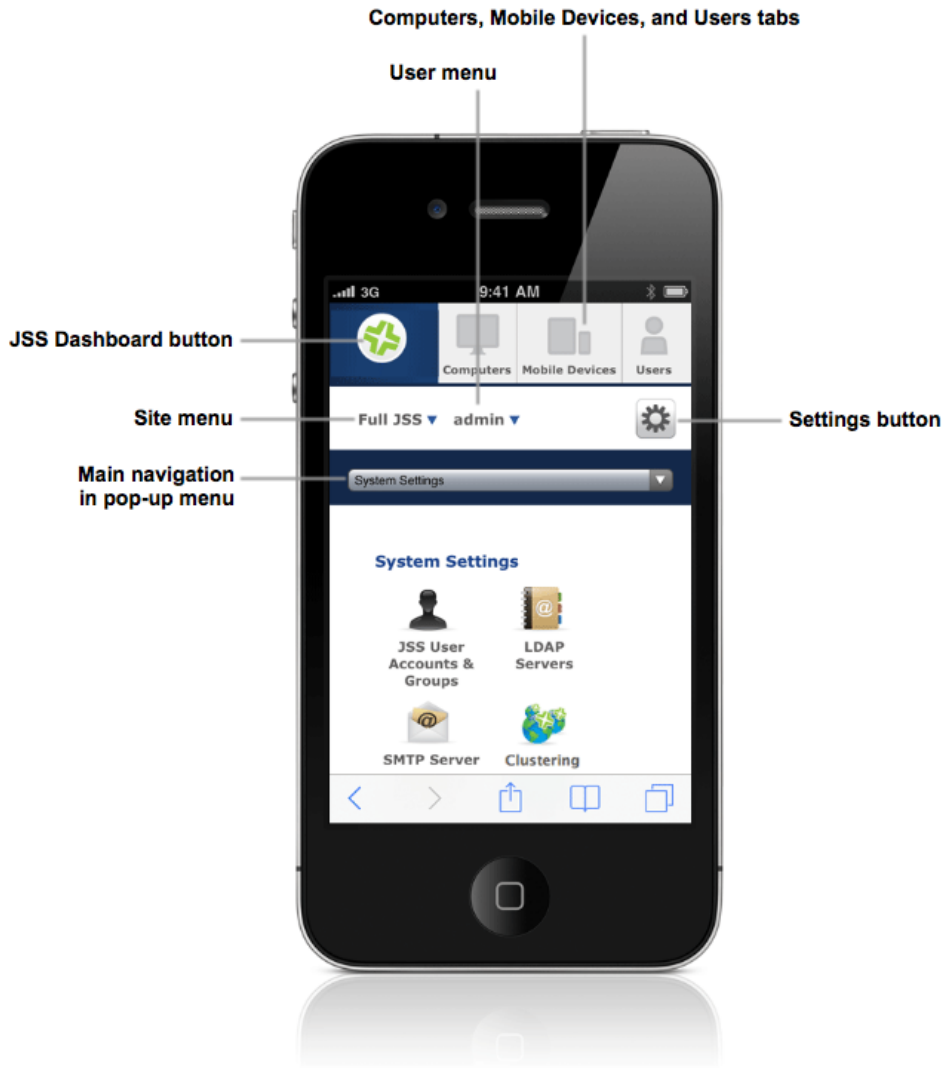 Computers, Mobile Devices, and Users tabs
User menu
3G
9:41 AM
JSS Dashboard button
Computers
Mobile Devices
Users
Site menu
Full JSS ▼
admin ▼
Settings button
Main navigation
in pop-up menu
System Settings
System Settings
JSS User
Accounts &
Groups
LDAP
Servers
@
@
SMTP Server
Clustering